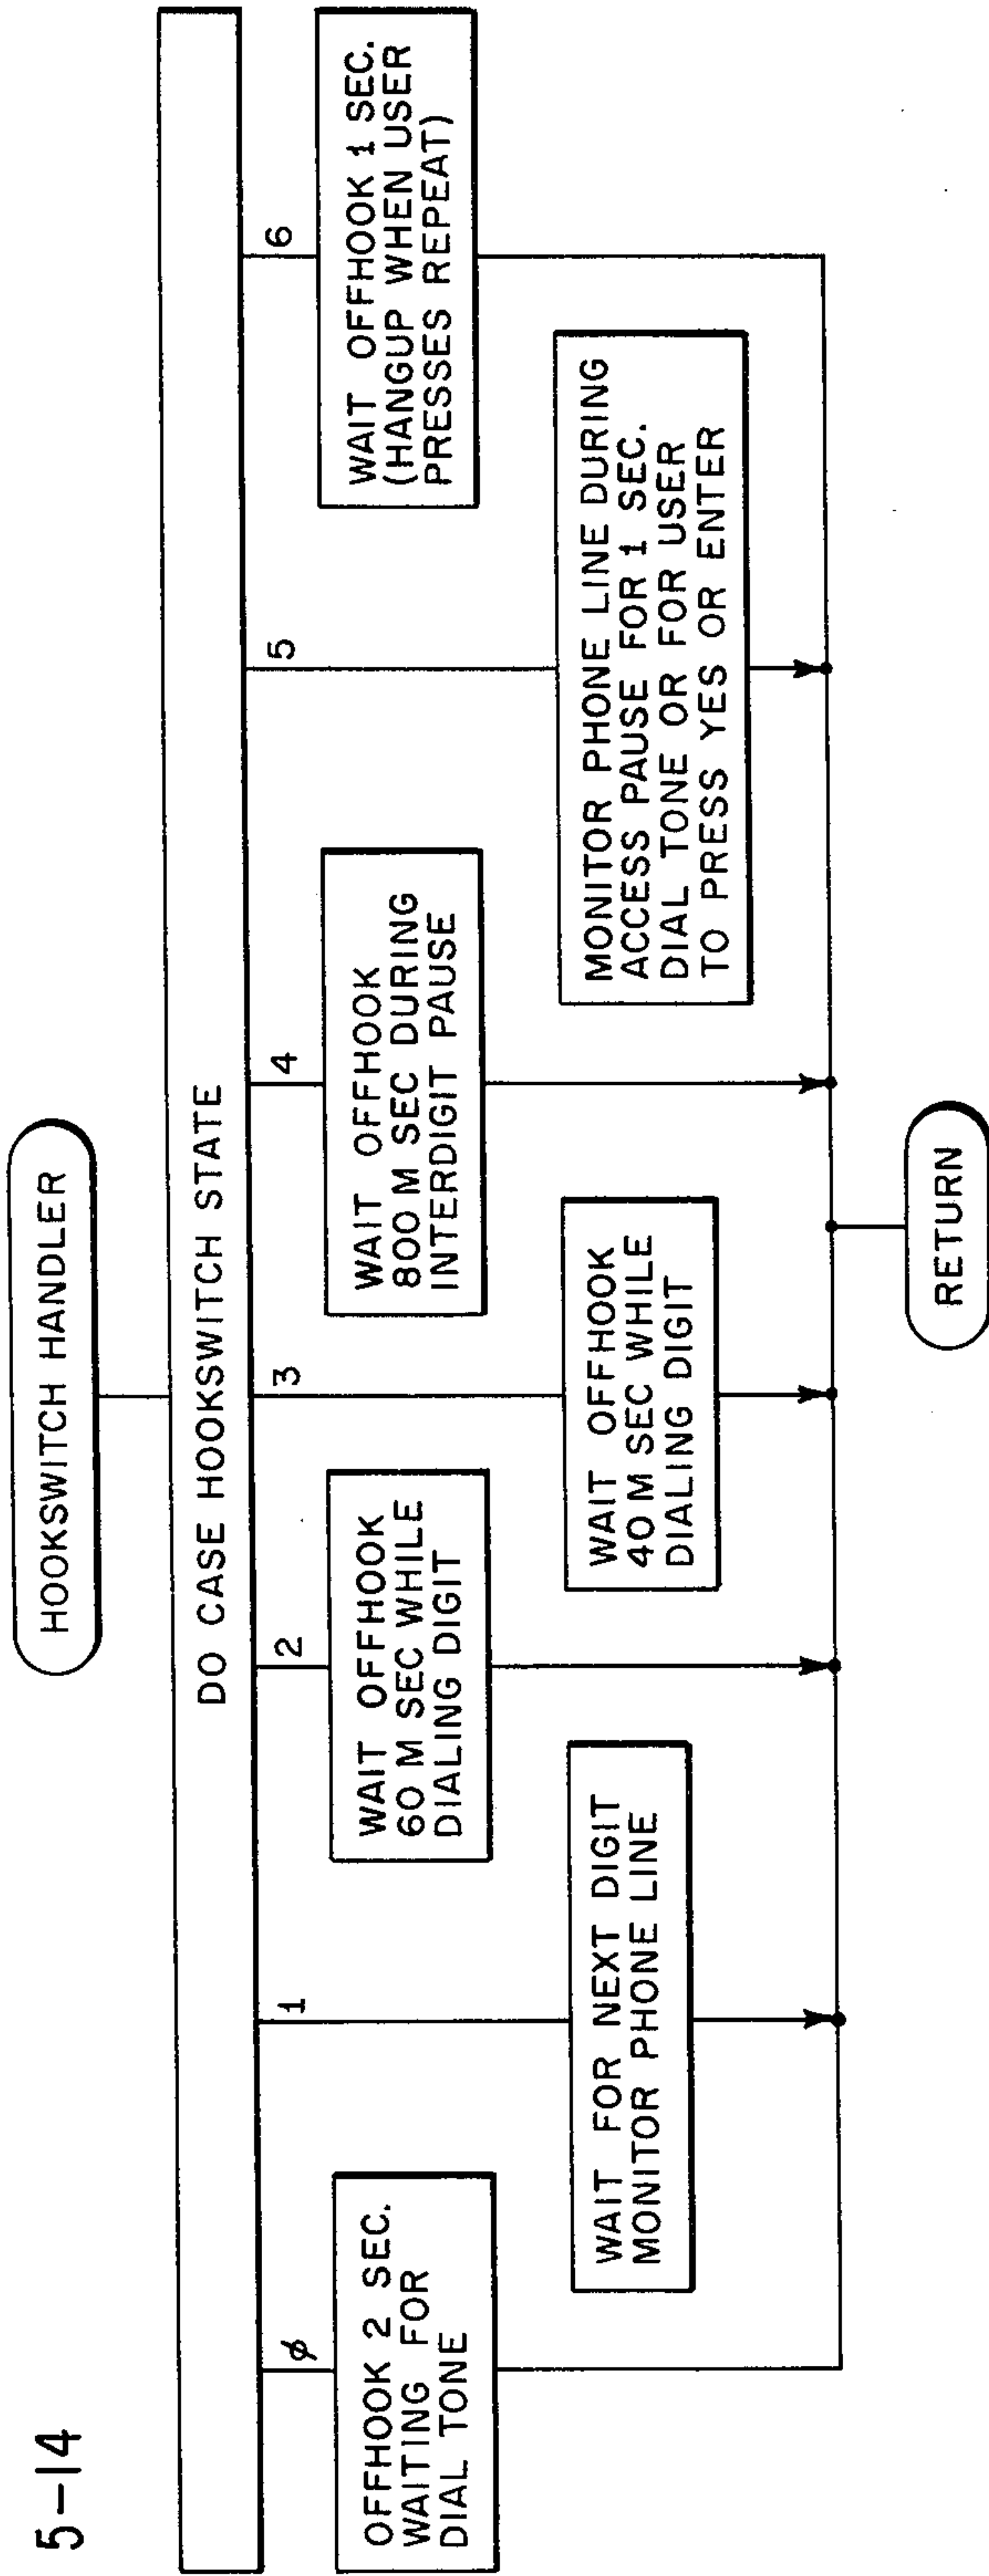 5-14
HOOKSWITCH HANDLER
DO CASE HOOKSWITCH STATE
ø
OFFHOOK 2 SEC.
WAITING FOR
DIAL TONE
1
WAIT FOR NEXT DIGIT
MONITOR PHONE LINE
2
WAIT OFFHOOK
60 M SEC WHILE
DIALING DIGIT
3
WAIT OFFHOOK
40 M SEC WHILE
DIALING DIGIT
4
WAIT OFFHOOK
800 M SEC DURING
INTERDIGIT PAUSE
5
MONITOR PHONE LINE DURING
ACCESS PAUSE FOR 1 SEC.
DIAL TONE OR FOR USER
TO PRESS YES OR ENTER
6
WAIT OFFHOOK 1 SEC.
(HANGUP WHEN USER
PRESSES REPEAT)
RETURN